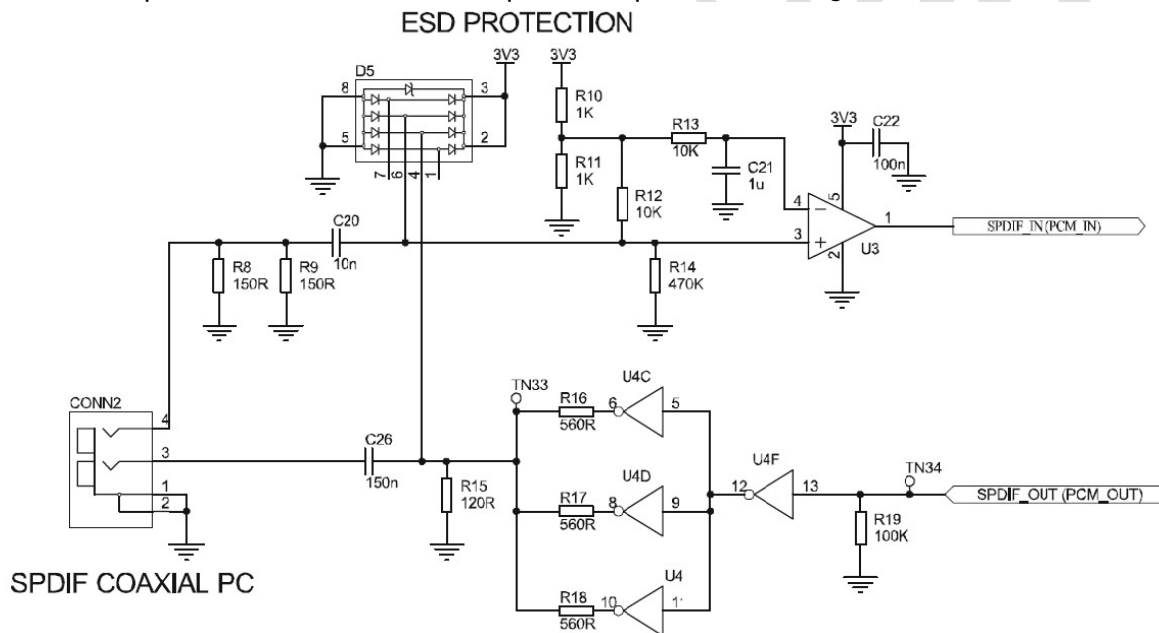 ESD PROTECTION
3V3
3V3
D5
8
3
5
2
7
6
4
1
R10
1K
R11
1K
R13
10K
C21
1u
R12
10K
3V3
C22
100n
4
5
3
2
1
U3
SPDIF_IN(PCM_IN)
C20
10n
R8
150R
R9
150R
R14
470K
CONN2
4
3
1
2
C26
150n
R15
120R
TN33
R16
560R
6
U4C
5
R17
560R
8
U4D
9
R18
560R
10
U4
1
12
U4F
13
TN34
R19
100K
SPDIF_OUT (PCM_OUT)
SPDIF COAXIAL PC